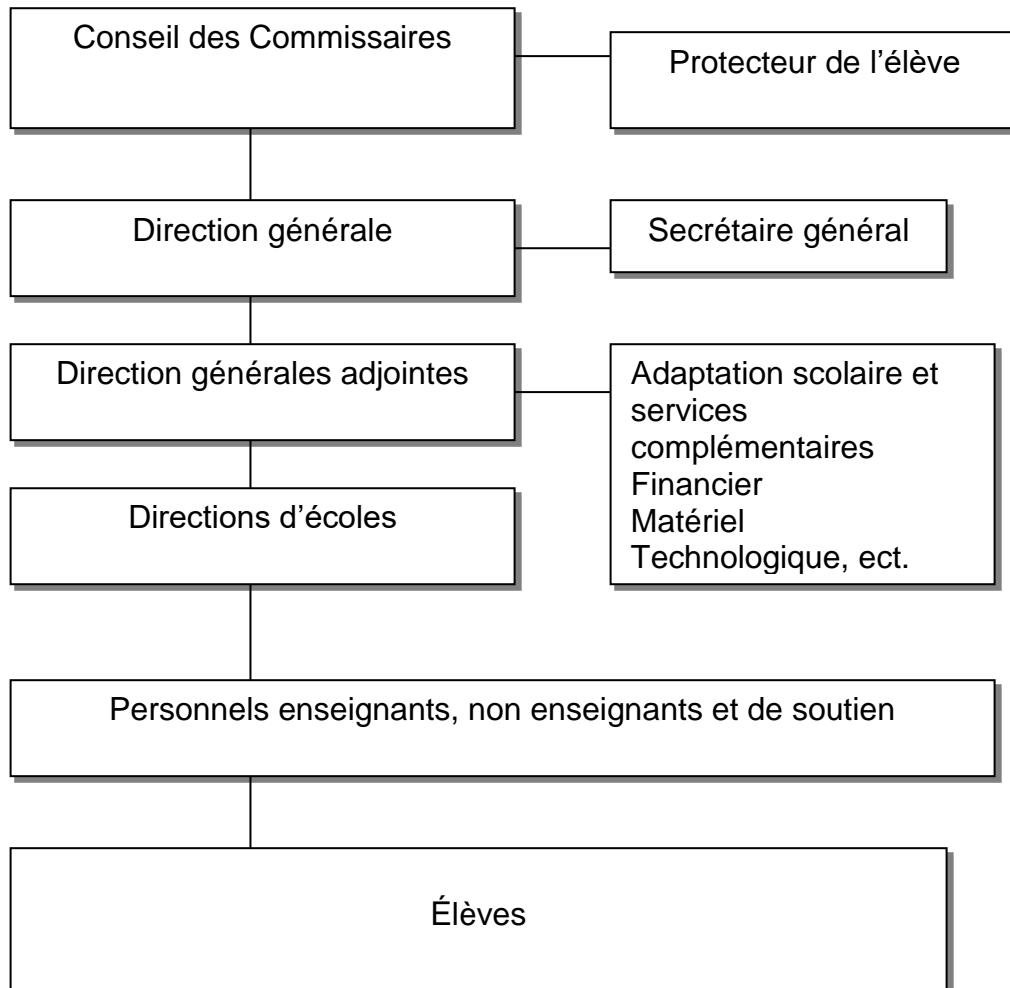 Conseil des Commissaires
Protecteur de l’élève
Direction générale
Secrétaire général
Direction générales adjointes
Adaptation scolaire et
services
complémentaires
Financier
Matériel
Technologique, ect.
Directions d’écoles
Personnels enseignants, non enseignants et de soutien
Élèves